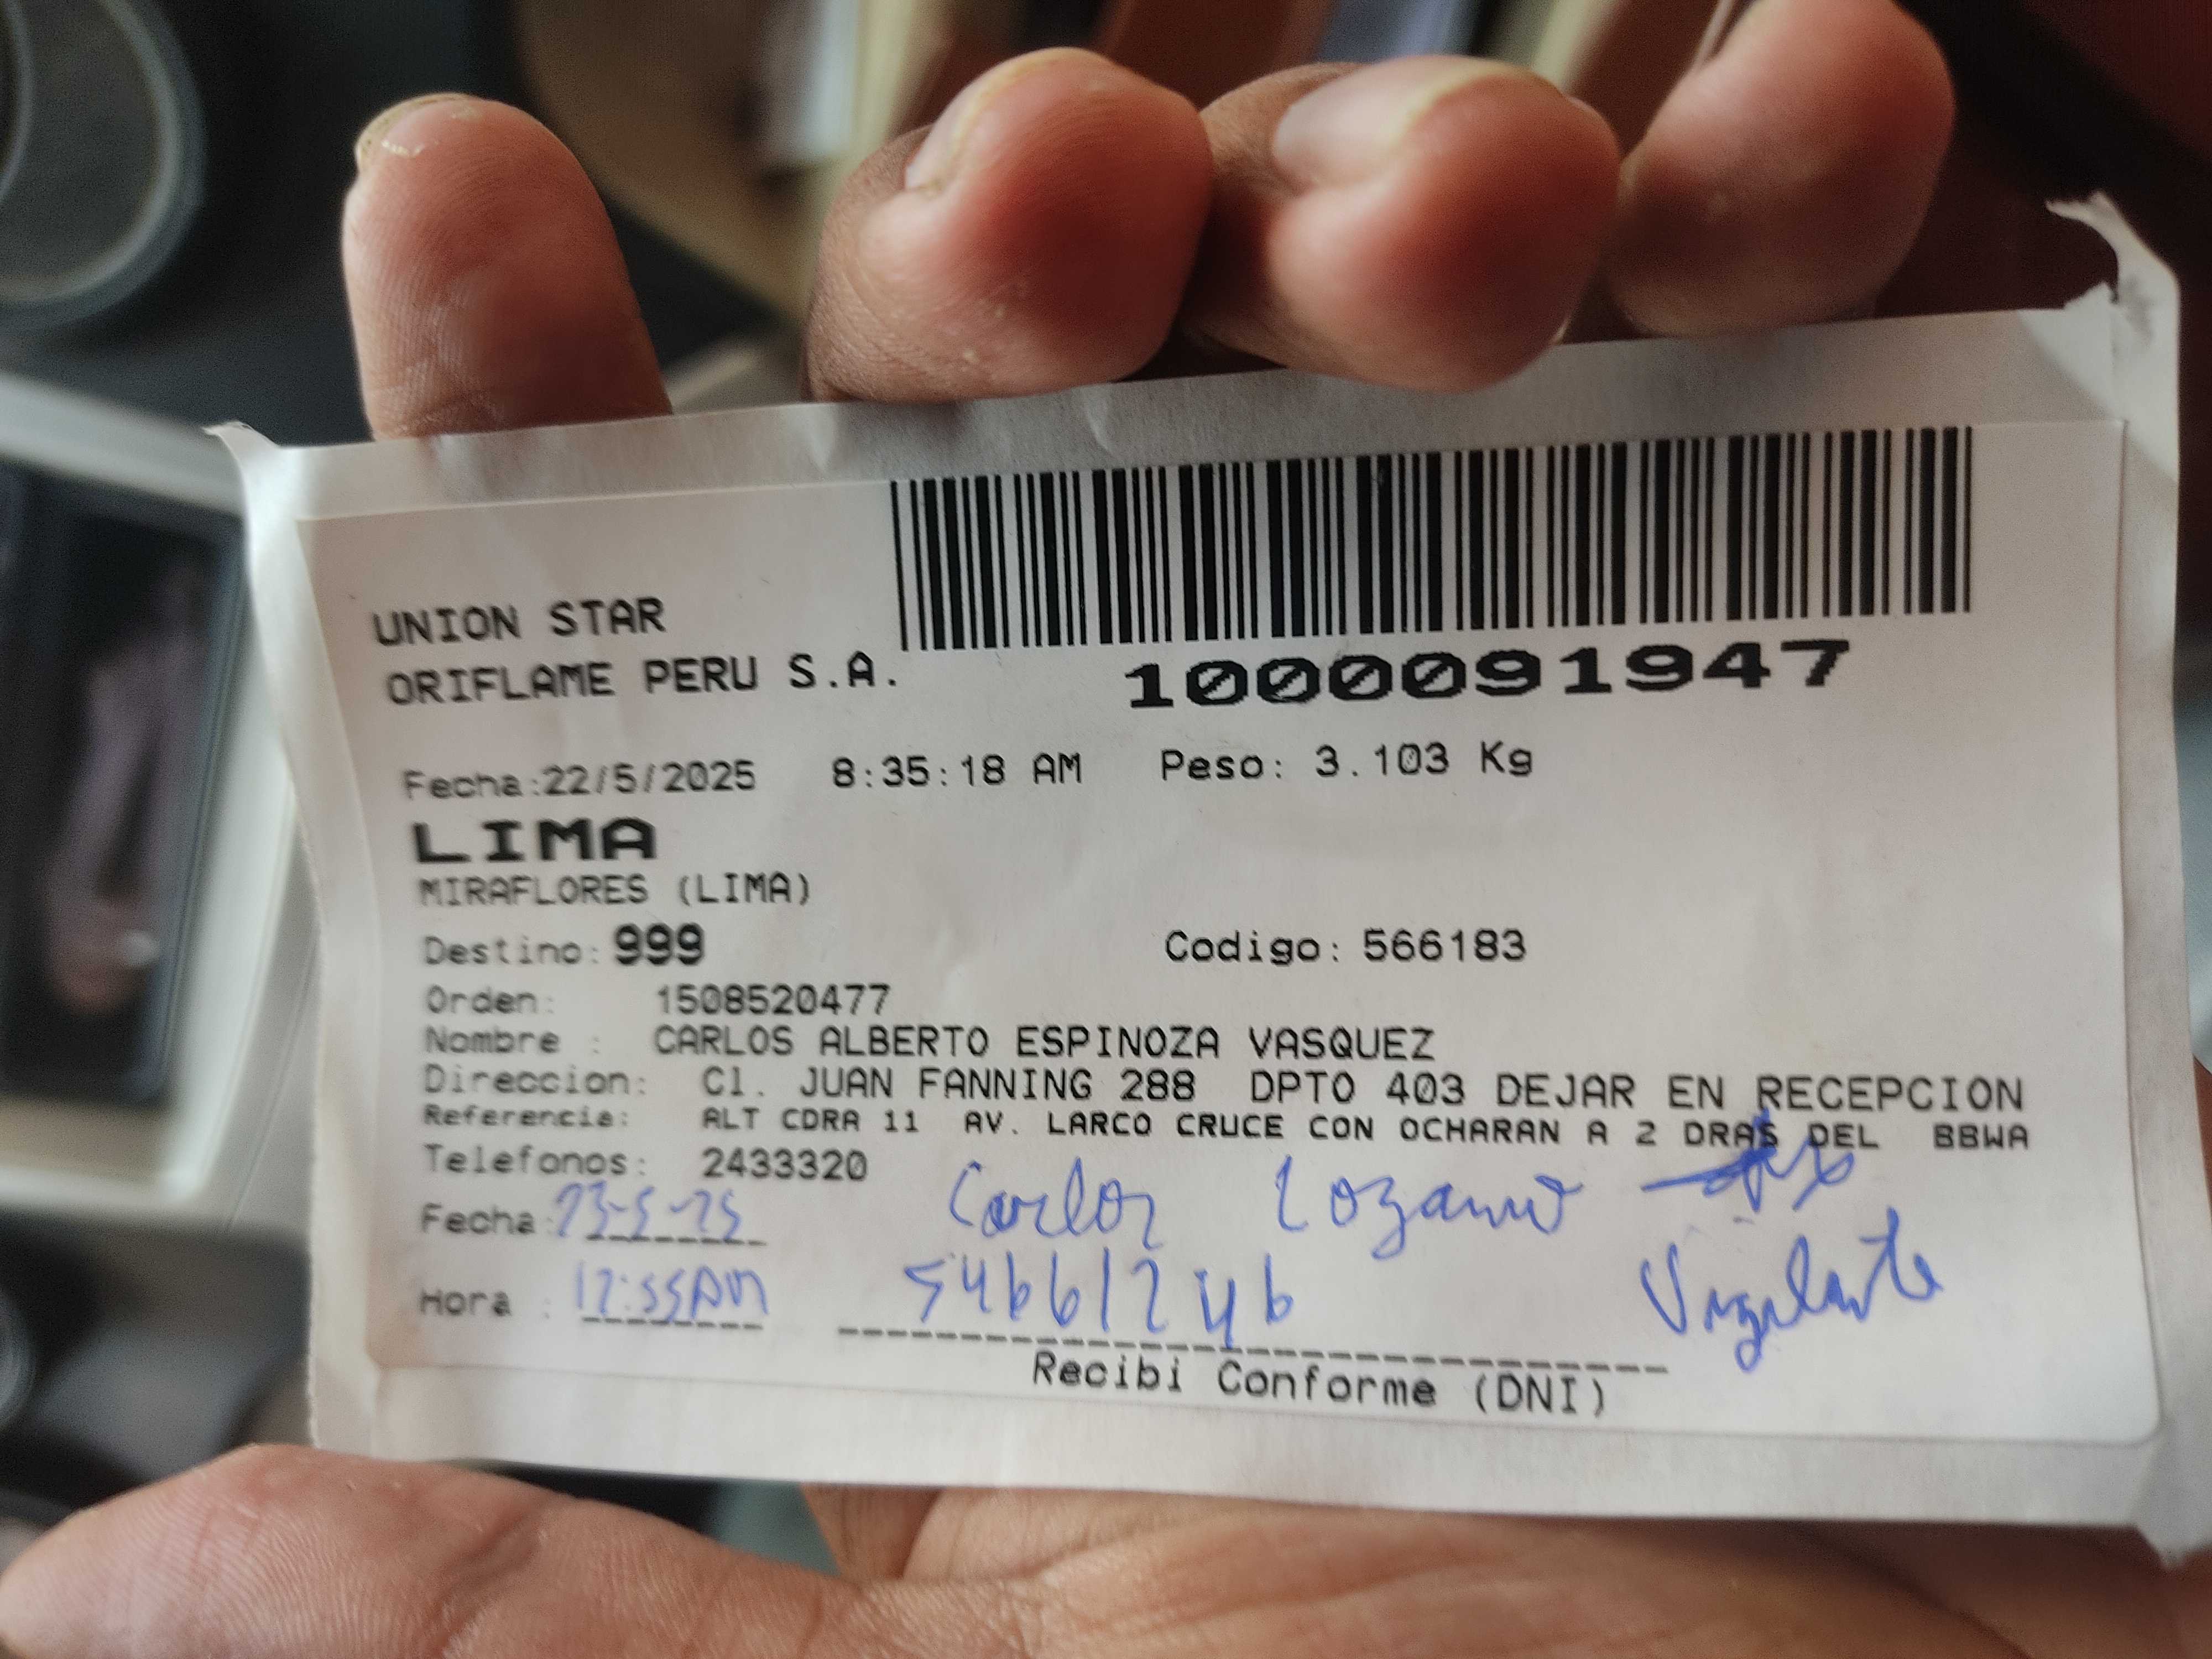 UNION STAR
ORIFLAME PERU S.A.
1000091947
Fecha:22/5/2025 8:35:18 AM Peso: 3.103 Kg
LIMA
MIRAFLORES (LIMA)
Destino: 999 Codigo: 566183
Orden: 1508520477
Nombre : CARLOS ALBERTO ESPINOZA VASQUEZ
Direccion: Cl. JUAN FANNING 288 DPTO 403 DEJAR EN RECEPCION
Referencia: ALT CDRA 11 AV. LARCO CRUCE CON OCHARAN A 2 DRAS DEL BBWA
Telefonos: 2433320
Carlos Lozano
Fecha: 23-5-25
Vigilante
Hora :
Recibi Conforme (DNI)